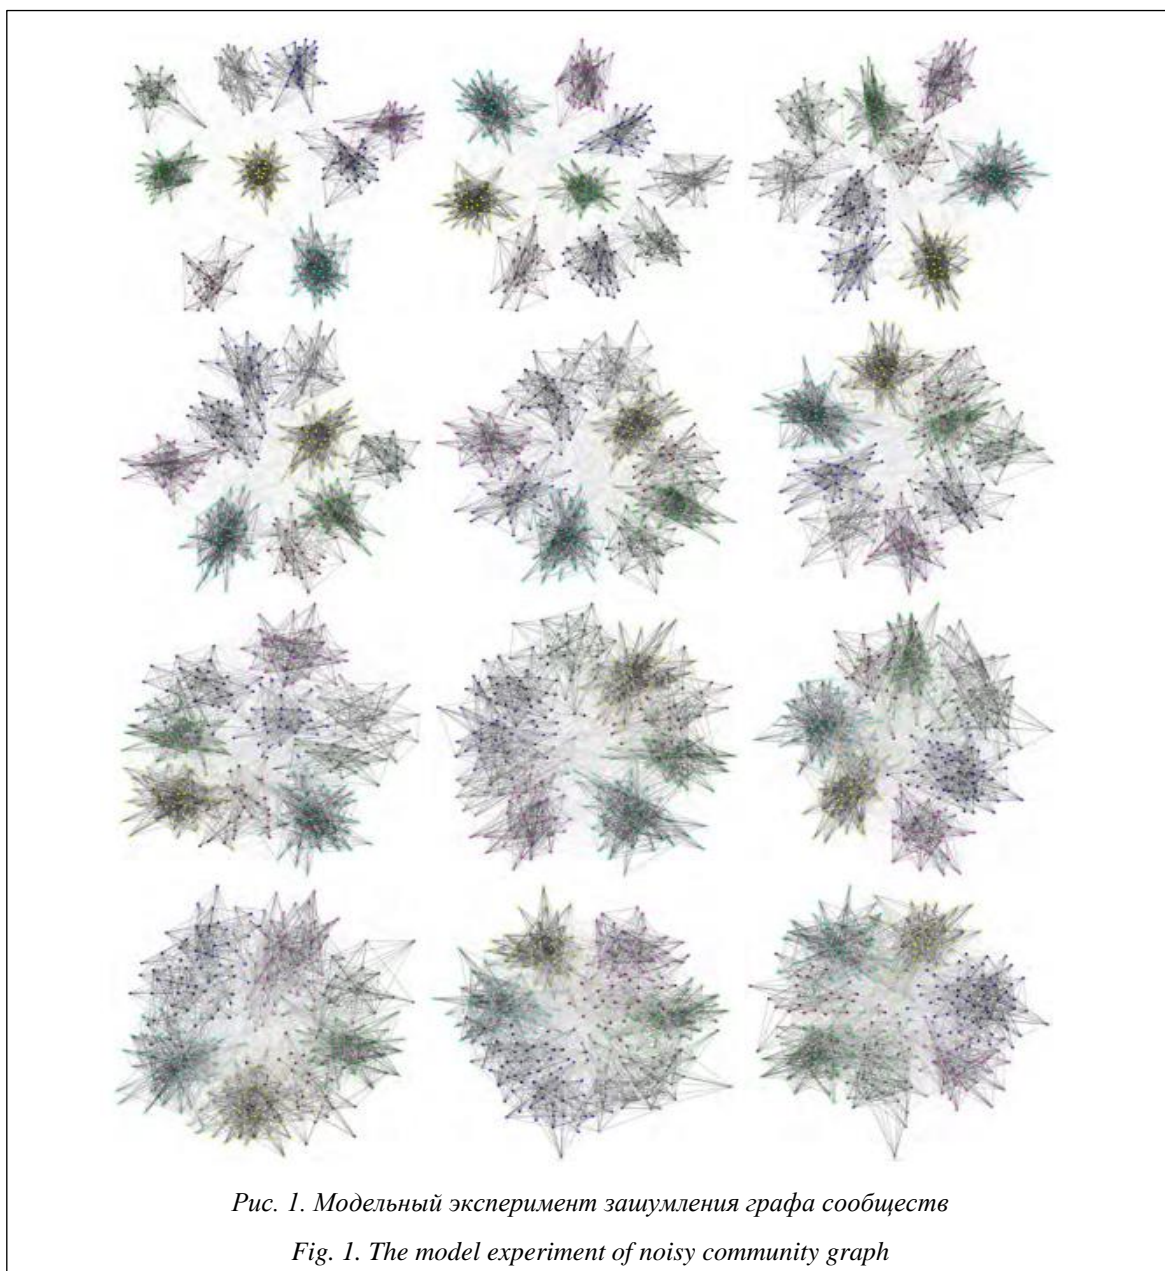 Рис. 1. Модельный эксперимент зашумления графа сообществ
Fig. 1. The model experiment of noisy community graph